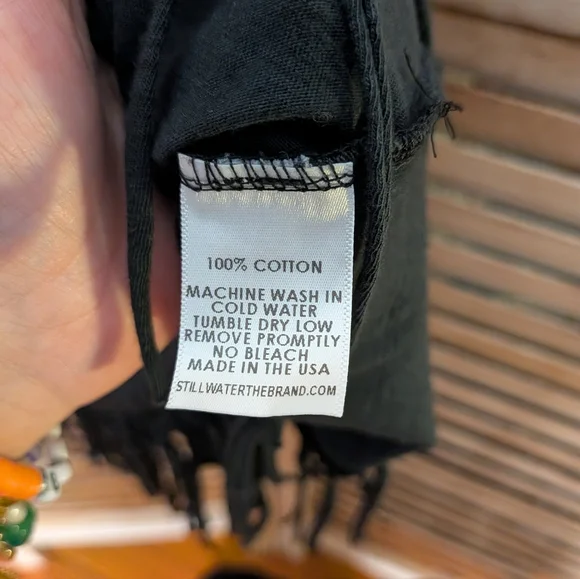 100% COTTON
MACHINE WASH IN
COLD WATER
TUMBLE DRY LOW
REMOVE PROMPTLY
NO BLEACH
MADE IN THE USA
STILLWATERTHEBRAND.COM